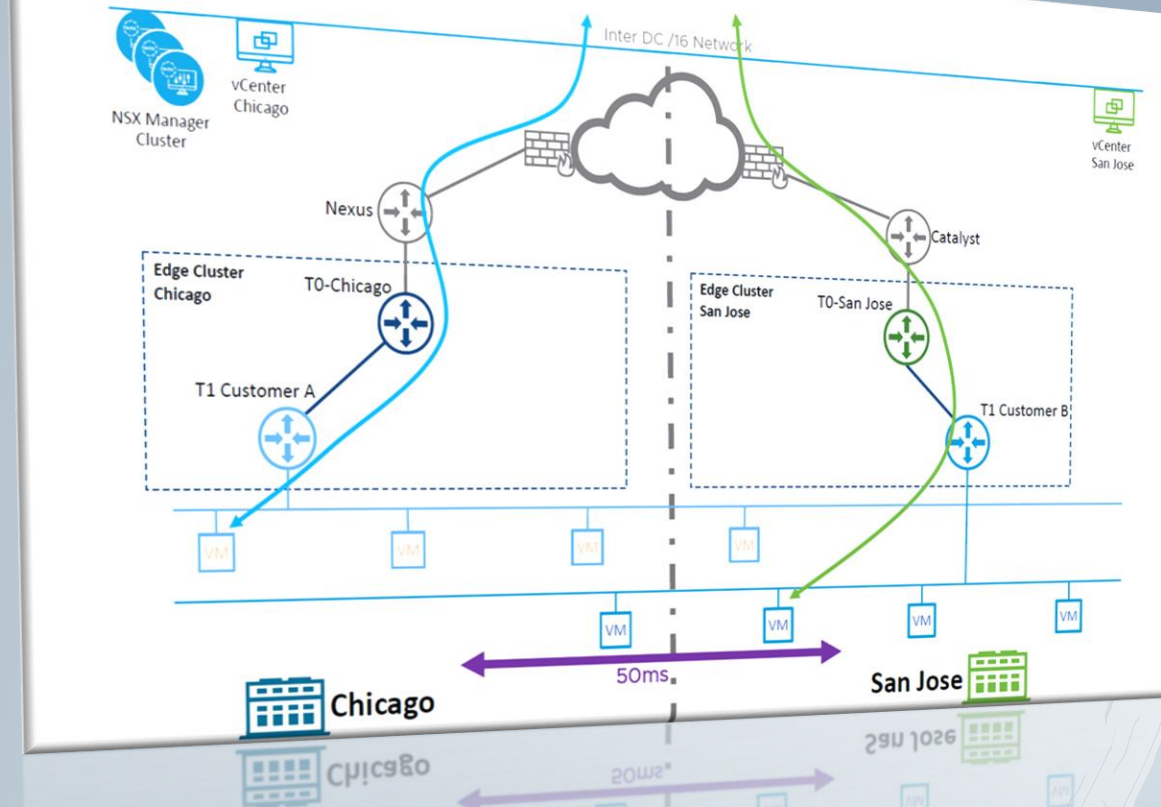 Inter DC /16 Network
NSX Manager
Cluster
vCenter
Chicago
vCenter
San Jose
Nexus
Catalyst
Edge Cluster
Chicago
T0-Chicago
Edge Cluster
San Jose
T0-San Jose
T1 Customer A
T1 Customer B
VM
VM
VM
VM
VM
VM
VM
VM
50ms
Chicago
San Jose